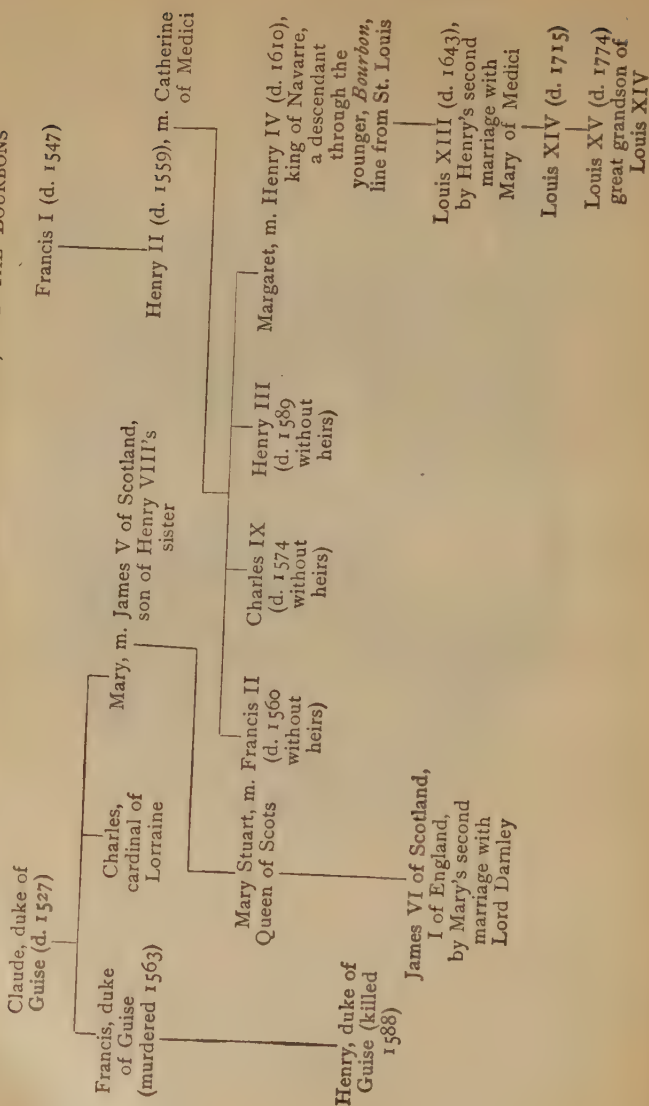 THE BOURBONS
Claude, duke of
Guise (d. 1527)
Francis I (d. 1547)
Francis, duke
of Guise
(murdered 1563)
Charles,
cardinal of
Lorraine
Mary, m. James V of Scotland,
son of Henry VIII's
sister
Henry II (d. 1559), m. Catherine
of Medici
Mary Stuart, m. Francis II
Queen of Scots
(d. 1560
without
heirs)
Charles IX
(d. 1574
without
heirs)
Henry III
(d. 1589
without
heirs)
Margaret, m. Henry IV (d. 1610),
king of Navarre,
a descendant
through the
younger, Bourbon,
line from St. Louis
Henry, duke of
Guise (killed
1588)
James VI of Scotland,
I of England,
by Mary's second
marriage with
Lord Darnley
Louis XIII (d. 1643),
by Henry's second
marriage with
Mary of Medici
Louis XIV (d. 1715)
Louis XV (d. 1774)
great grandson of
Louis XIV